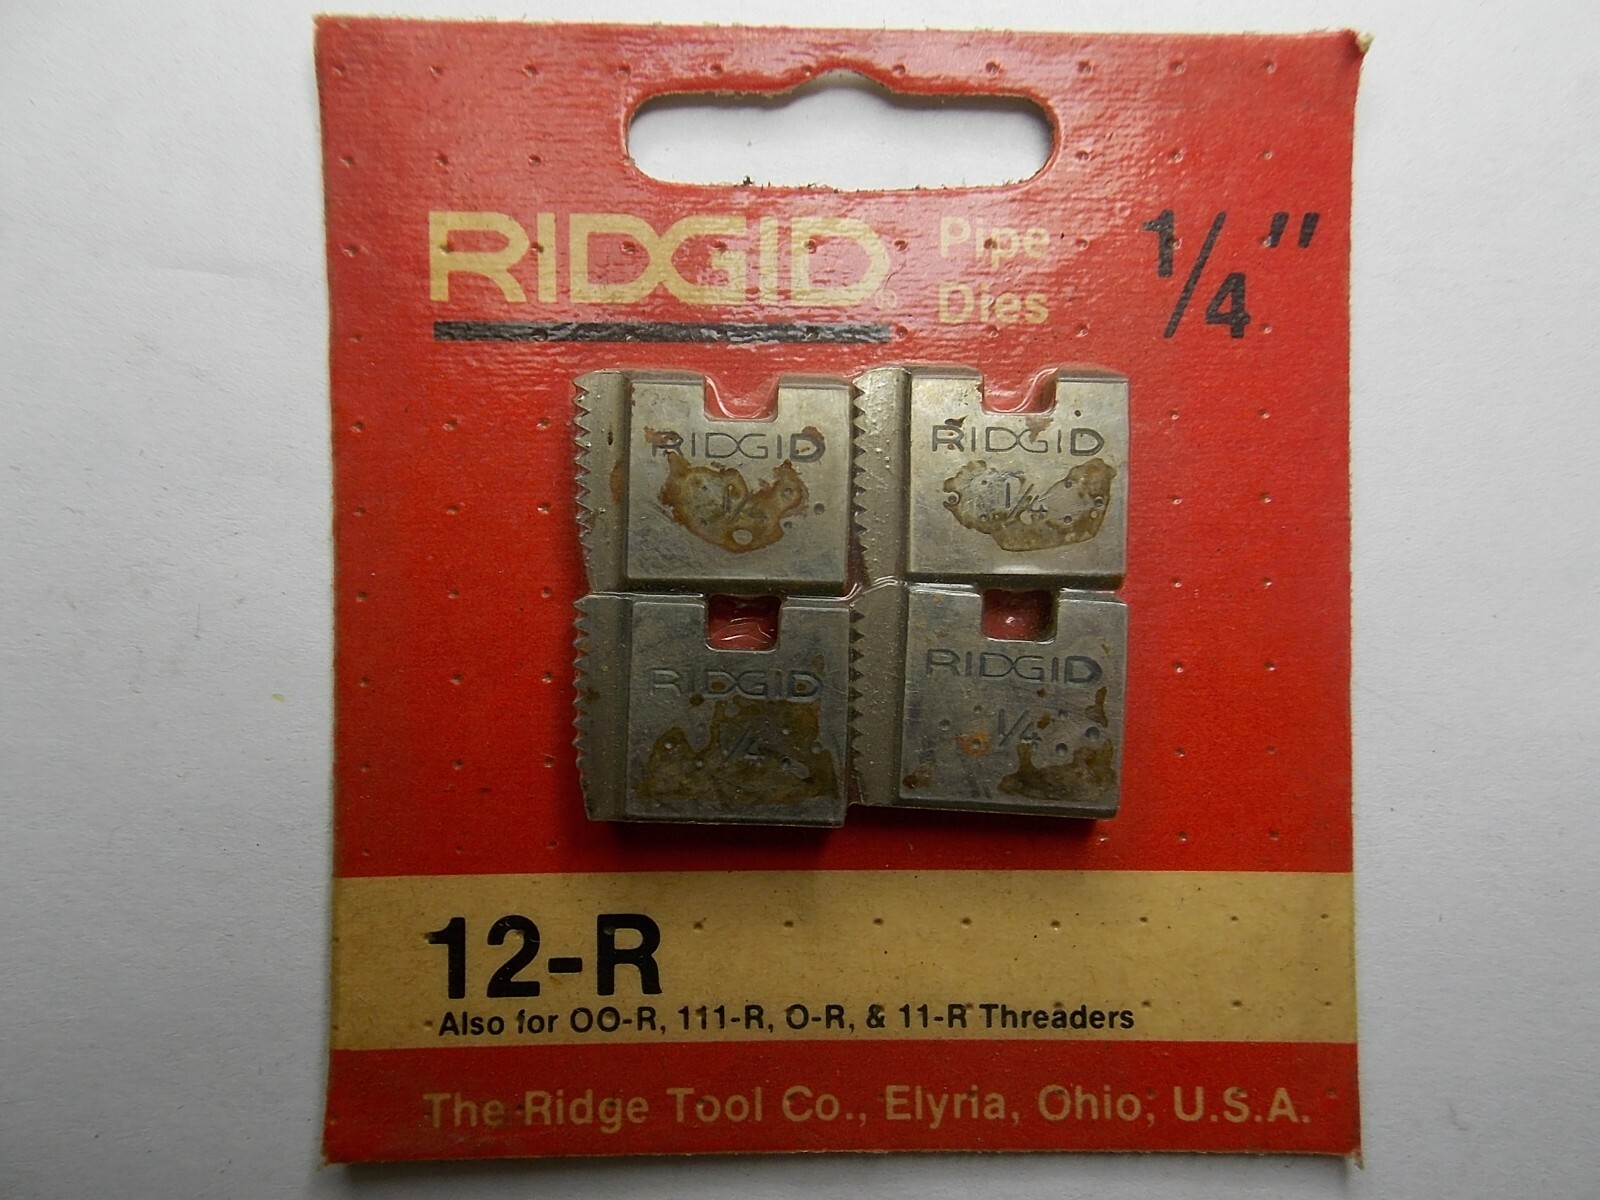 RIDGID®
Pipe
Dies
1/4"
RIDGID
1/4
RIDGID
1/4
RIDGID
1/4
RIDGID
1/4
12-R
Also for OO-R, 111-R, O-R, & 11-R Threaders
The Ridge Tool Co., Elyria, Ohio, U.S.A.